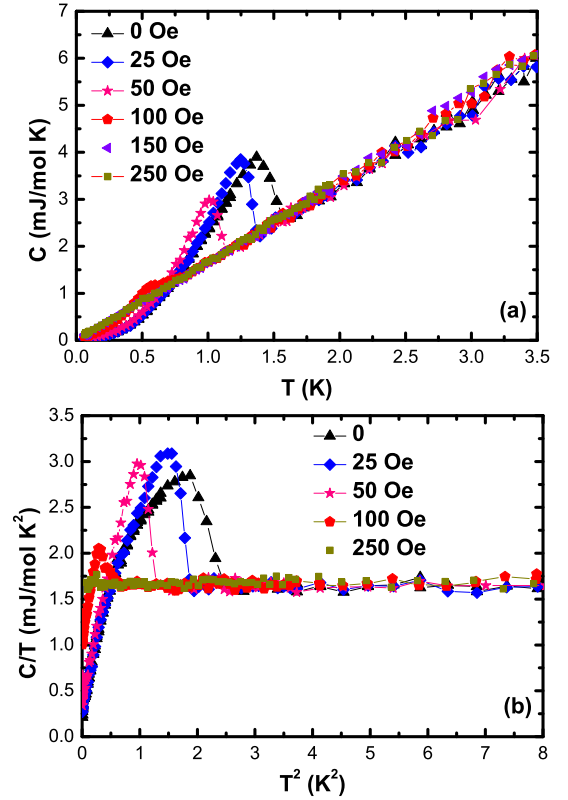 6
5
4
3
2
1
0
C (mJ/mol K)
0 Oe
25 Oe
50 Oe
100 Oe
150 Oe
250 Oe
(a)
0.0 0.5 1.0 1.5 2.0 2.5 3.0 3.5
T (K)
3.5
3.0
2.5
2.0
1.5
1.0
0.5
0.0
C/T (mJ/mol K²)
0
25 Oe
50 Oe
100 Oe
250 Oe
(b)
0 1 2 3 4 5 6 7 8
T² (K²)